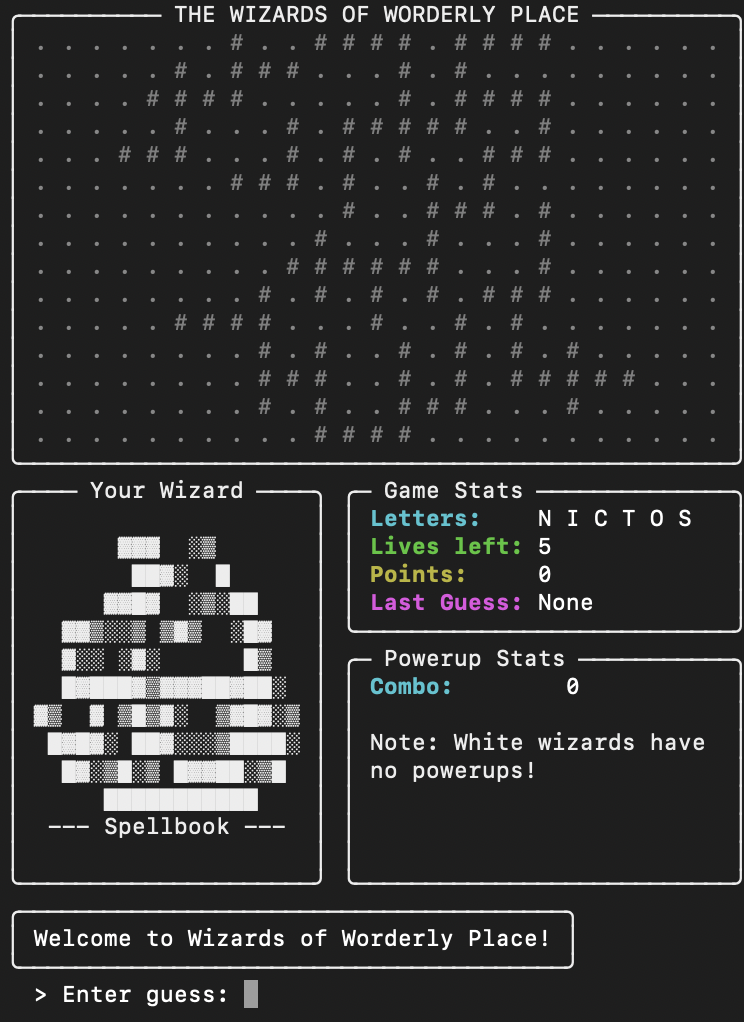 THE WIZARDS OF WORDERLY PLACE
. . . . . . . # . . # # # # . # # # # . . . . . .
. . . . . # . # # # . . . # . # . . . . . . . . .
. . . . # # # # . . . . . # . # # # # . . . . . .
. . . . . # . . . # . # # # # # . . # . . . . . .
. . . # # # . . . # . # . # . . # # # . . . . . .
. . . . . . . # # # . # . . # . # . . . . . . . .
. . . . . . . . . . . # . . # # # . # . . . . . .
. . . . . . . . . . # . . . # . . . # . . . . . .
. . . . . . . . . # # # # # # . . . # . . . . . .
. . . . . . . . # . # . # . # . # # # . . . . . .
. . . . . # # # # . . . # . . # . # . . . . . . .
. . . . . . . . # . # . . # . # . # . # . . . . .
. . . . . . . . # # # . . # . # . # # # # # . . .
. . . . . . . . # . # . . # # # . . . # . . . . .
. . . . . . . . . . # # # # . . . . . . . . . . .
Your Wizard
--- Spellbook ---
Game Stats
Letters: N I C T O S
Lives left: 5
Points: 0
Last Guess: None
Powerup Stats
Combo: 0
Note: White wizards have
no powerups!
Welcome to Wizards of Worderly Place!
> Enter guess: